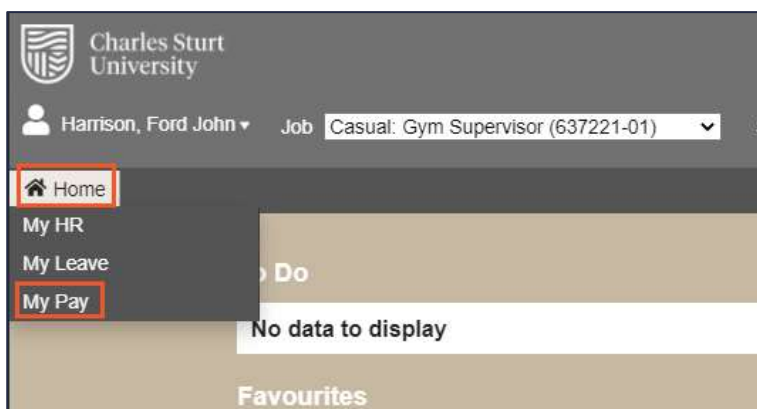 Charles Sturt
University
Harrison, Ford John Job Casual: Gym Supervisor (637221-01)
Home
My HR
My Leave
My Pay
Do
No data to display
Favourites